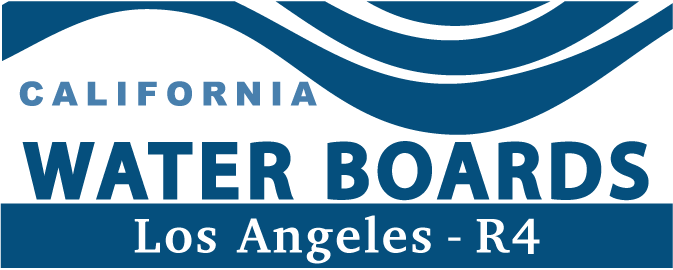 CALIFORNIA
WATER BOARDS
Los Angeles - R4